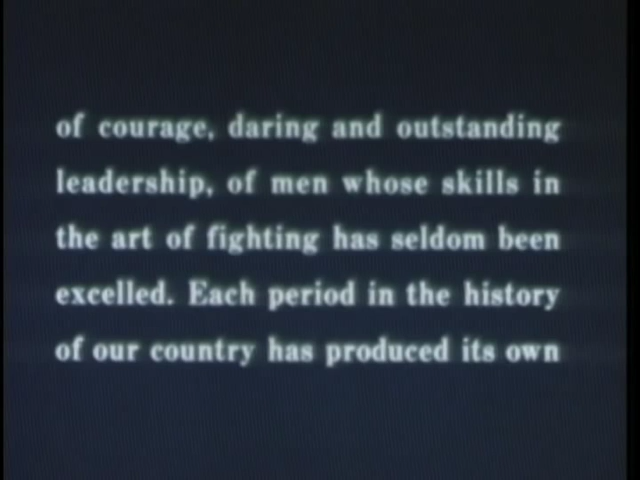 of courage, daring and outstanding
leadership, of men whose skills in
the art of fighting has seldom been
excelled. Each period in the history
of our country has produced its own